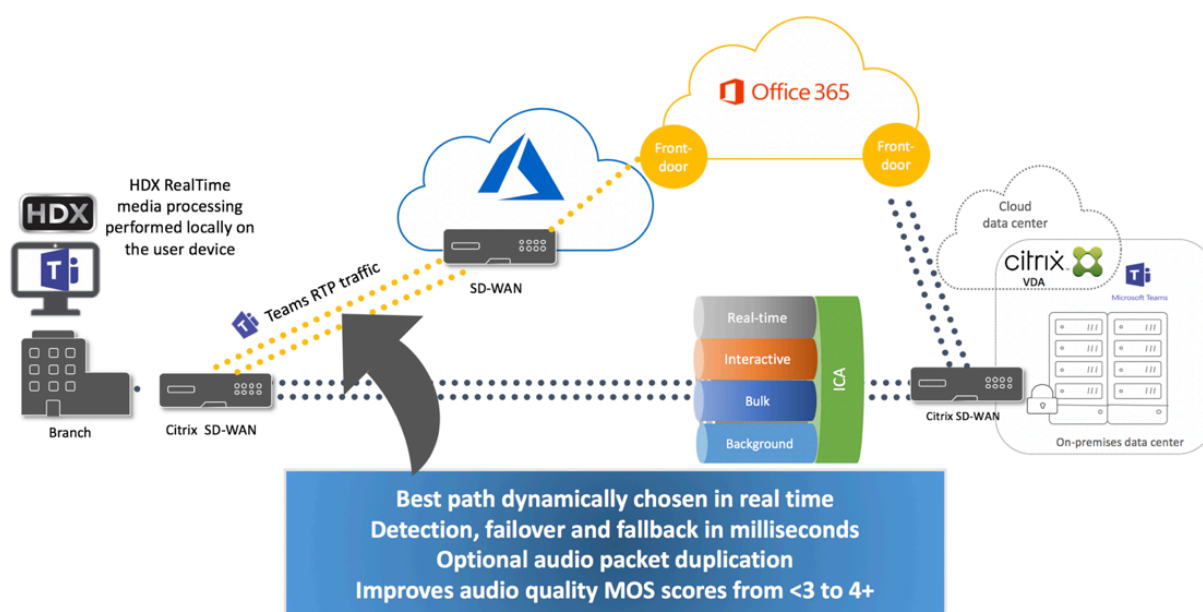 Office 365
Front-
door
Front-
door
HDX
HDX RealTime
media processing
performed locally on
the user device
Cloud
data center
citrix
VDA
Microsoft Teams
SD-WAN
Teams RTP traffic
Real-time
Interactive
Bulk
Background
ICA
Branch
Citrix SD-WAN
Citrix SD-WAN
On-premises data center
Best path dynamically chosen in real time
Detection, failover and fallback in milliseconds
Optional audio packet duplication
Improves audio quality MOS scores from <3 to 4+